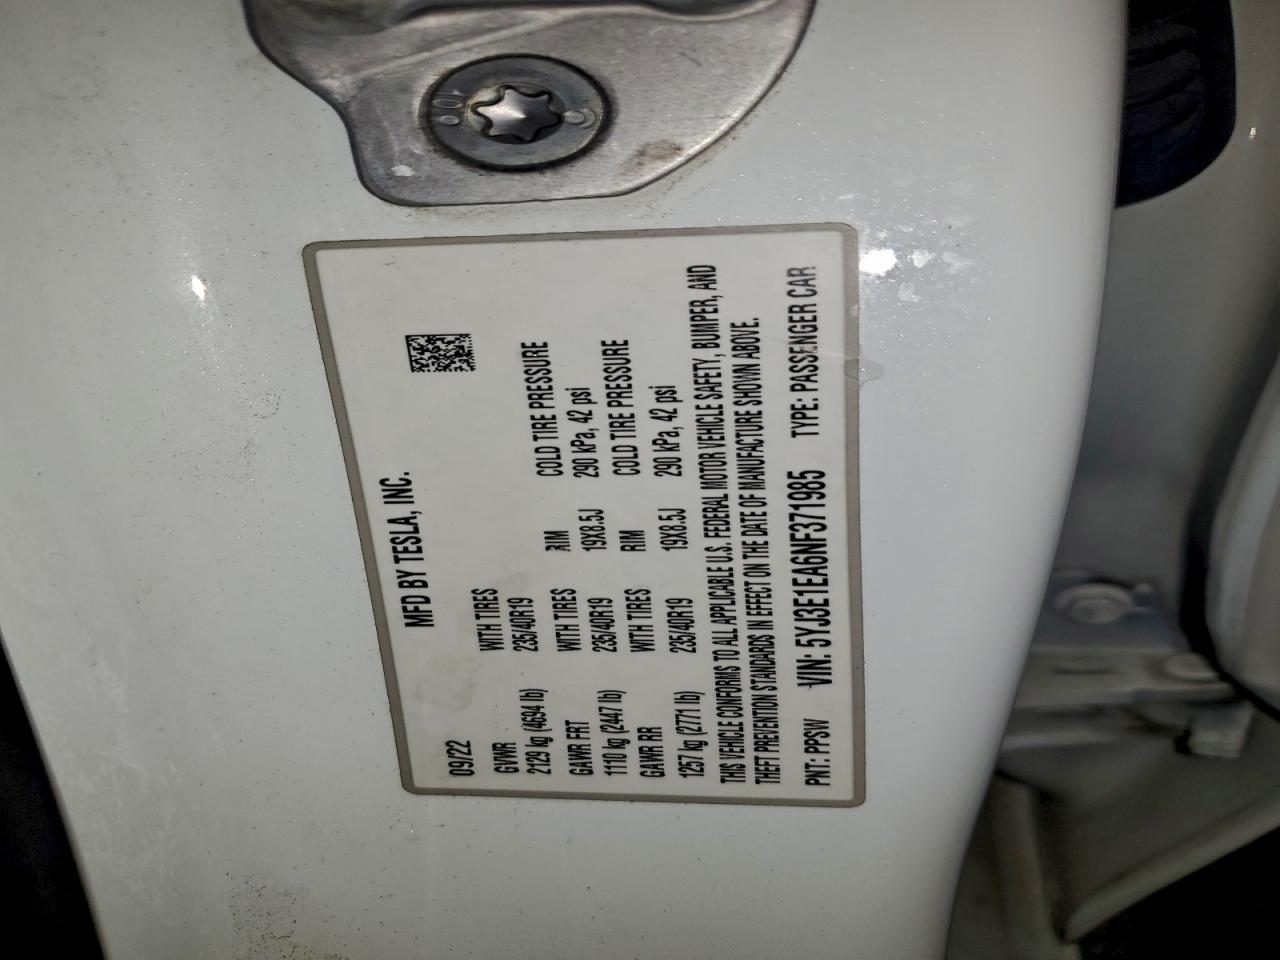 MFD BY TESLA, INC.
09/22
GVWR WITH TIRES RIM COLD TIRE PRESSURE
2129 kg (4694 lb) 235/40R19 19X8.5J 290 kPa, 42 psi
GAWR FRT WITH TIRES RIM COLD TIRE PRESSURE
1110 kg (2447 lb) 235/40R19 19X8.5J 290 kPa, 42 psi
GAWR RR WITH TIRES
1257 kg (2771 lb) 235/40R19
THIS VEHICLE CONFORMS TO ALL APPLICABLE U.S. FEDERAL MOTOR VEHICLE SAFETY, BUMPER, AND
THEFT PREVENTION STANDARDS IN EFFECT ON THE DATE OF MANUFACTURE SHOWN ABOVE.
PNT: PPSW VIN: 5YJ3E1EA6NF371985 TYPE: PASSENGER CAR